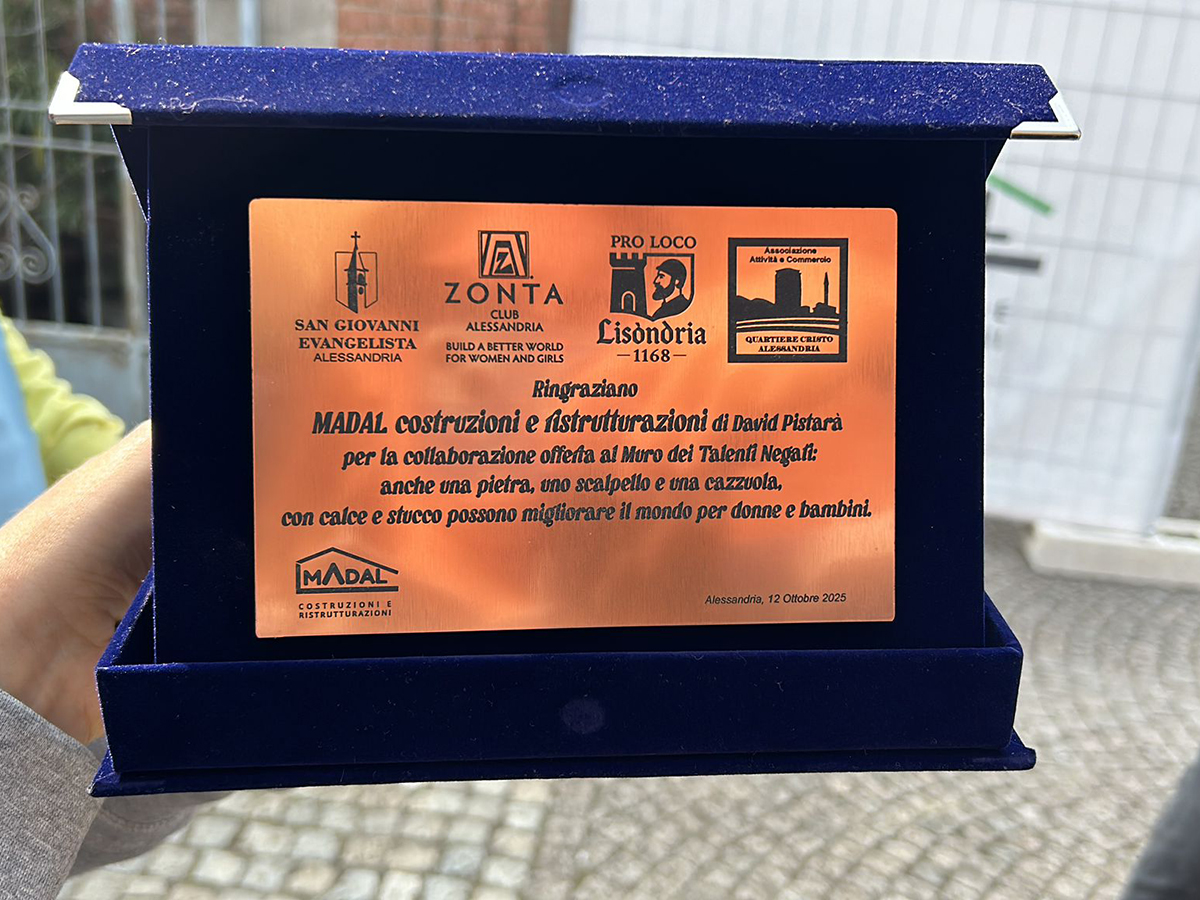 SAN GIOVANNI
EVANGELISTA
ALESSANDRIA
Z
ZONTA
CLUB
ALESSANDRIA
BUILD A BETTER WORLD
FOR WOMEN AND GIRLS
PRO LOCO
Lisòndria
1168
Associazione
Attività e Commercio
QUARTIERE CRISTO
ALESSANDRIA
Ringraziano
MADAL costruzioni e ristrutturazioni di David Pistarà
per la collaborazione offerta al Muro dei Talenti Negati:
anche una pietra, uno scalpello e una cazzuola,
con calce e stucco possono migliorare il mondo per donne e bambini.
MADAL
COSTRUZIONI E
RISTRUTTURAZIONI
Alessandria, 12 Ottobre 2025